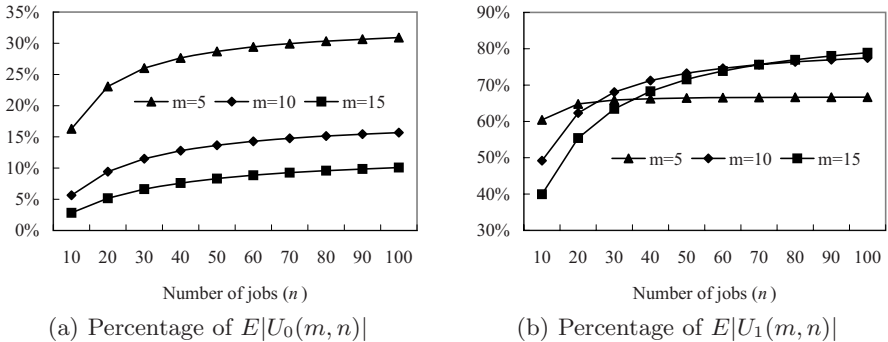 35%
30%
25%
20%
15%
10%
5%
0%
m=5 m=10 m=15
10 20 30 40 50 60 70 80 90 100
Number of jobs (n)
(a) Percentage of E|U₀(m, n)|
90%
80%
70%
60%
50%
40%
30%
m=5 m=10 m=15
10 20 30 40 50 60 70 80 90 100
Number of jobs (n)
(b) Percentage of E|U₁(m, n)|